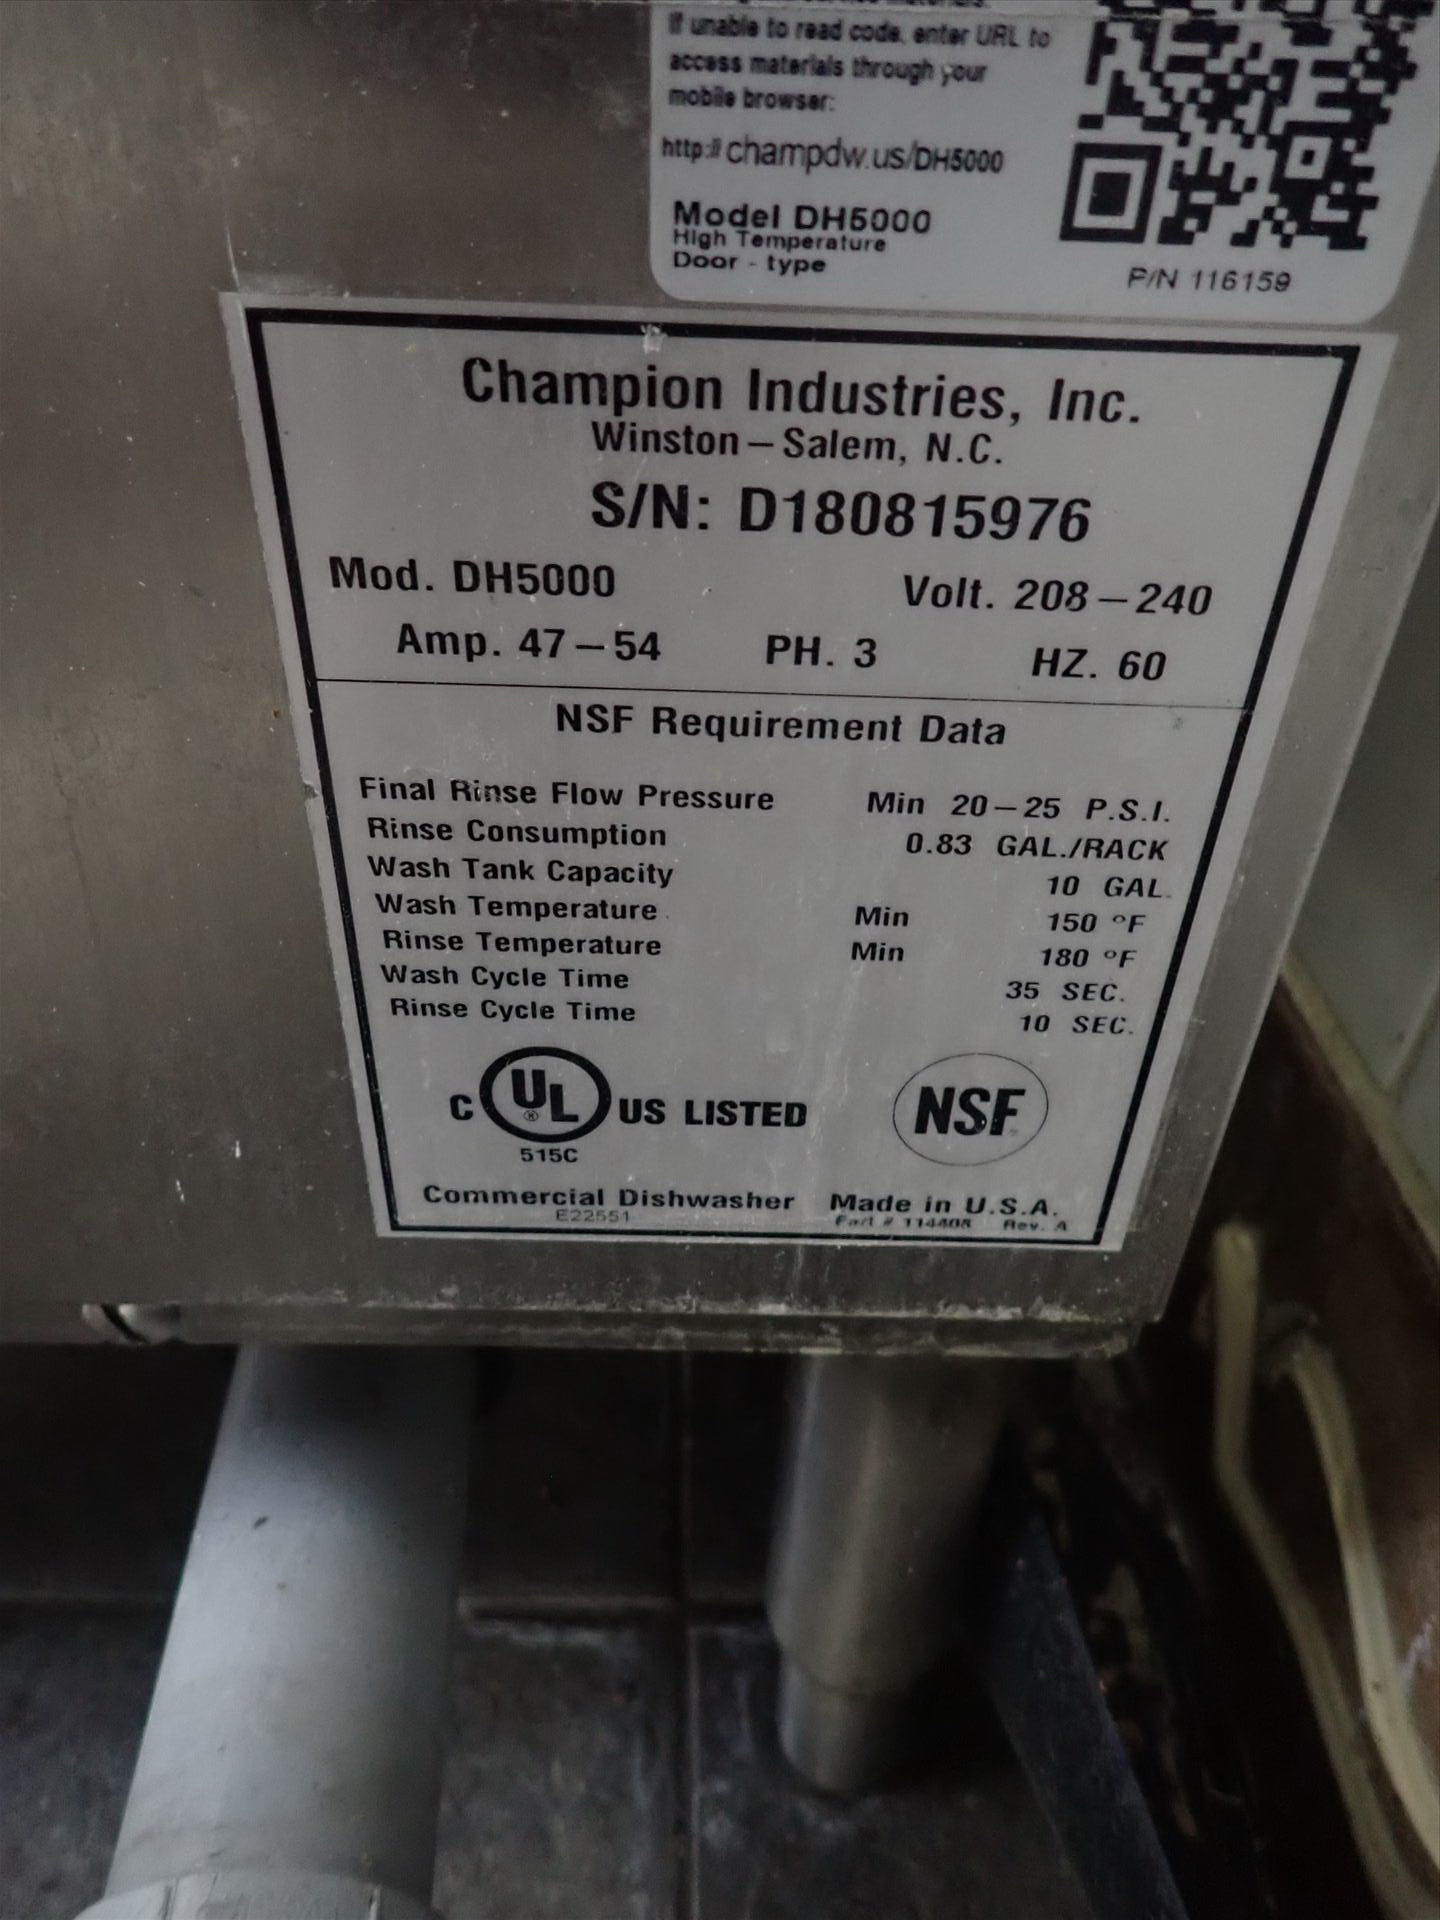 If unable to read code, enter URL to
access materials through your
mobile browser:
http://champdw.us/DH5000
Model DH5000
High Temperature
Door - type
P/N 116159
Champion Industries, Inc.
Winston – Salem, N.C.
S/N: D180815976
Mod. DH5000 Volt. 208 – 240
Amp. 47 – 54 PH. 3 HZ. 60
NSF Requirement Data
Final Rinse Flow Pressure Min 20 – 25 P.S.I.
Rinse Consumption 0.83 GAL./RACK
Wash Tank Capacity 10 GAL.
Wash Temperature Min 150 °F
Rinse Temperature Min 180 °F
Wash Cycle Time 35 SEC.
Rinse Cycle Time 10 SEC.
C UL ® US LISTED NSF
515C
Commercial Dishwasher Made in U.S.A.
E22551 Part # 114408 Rev. A